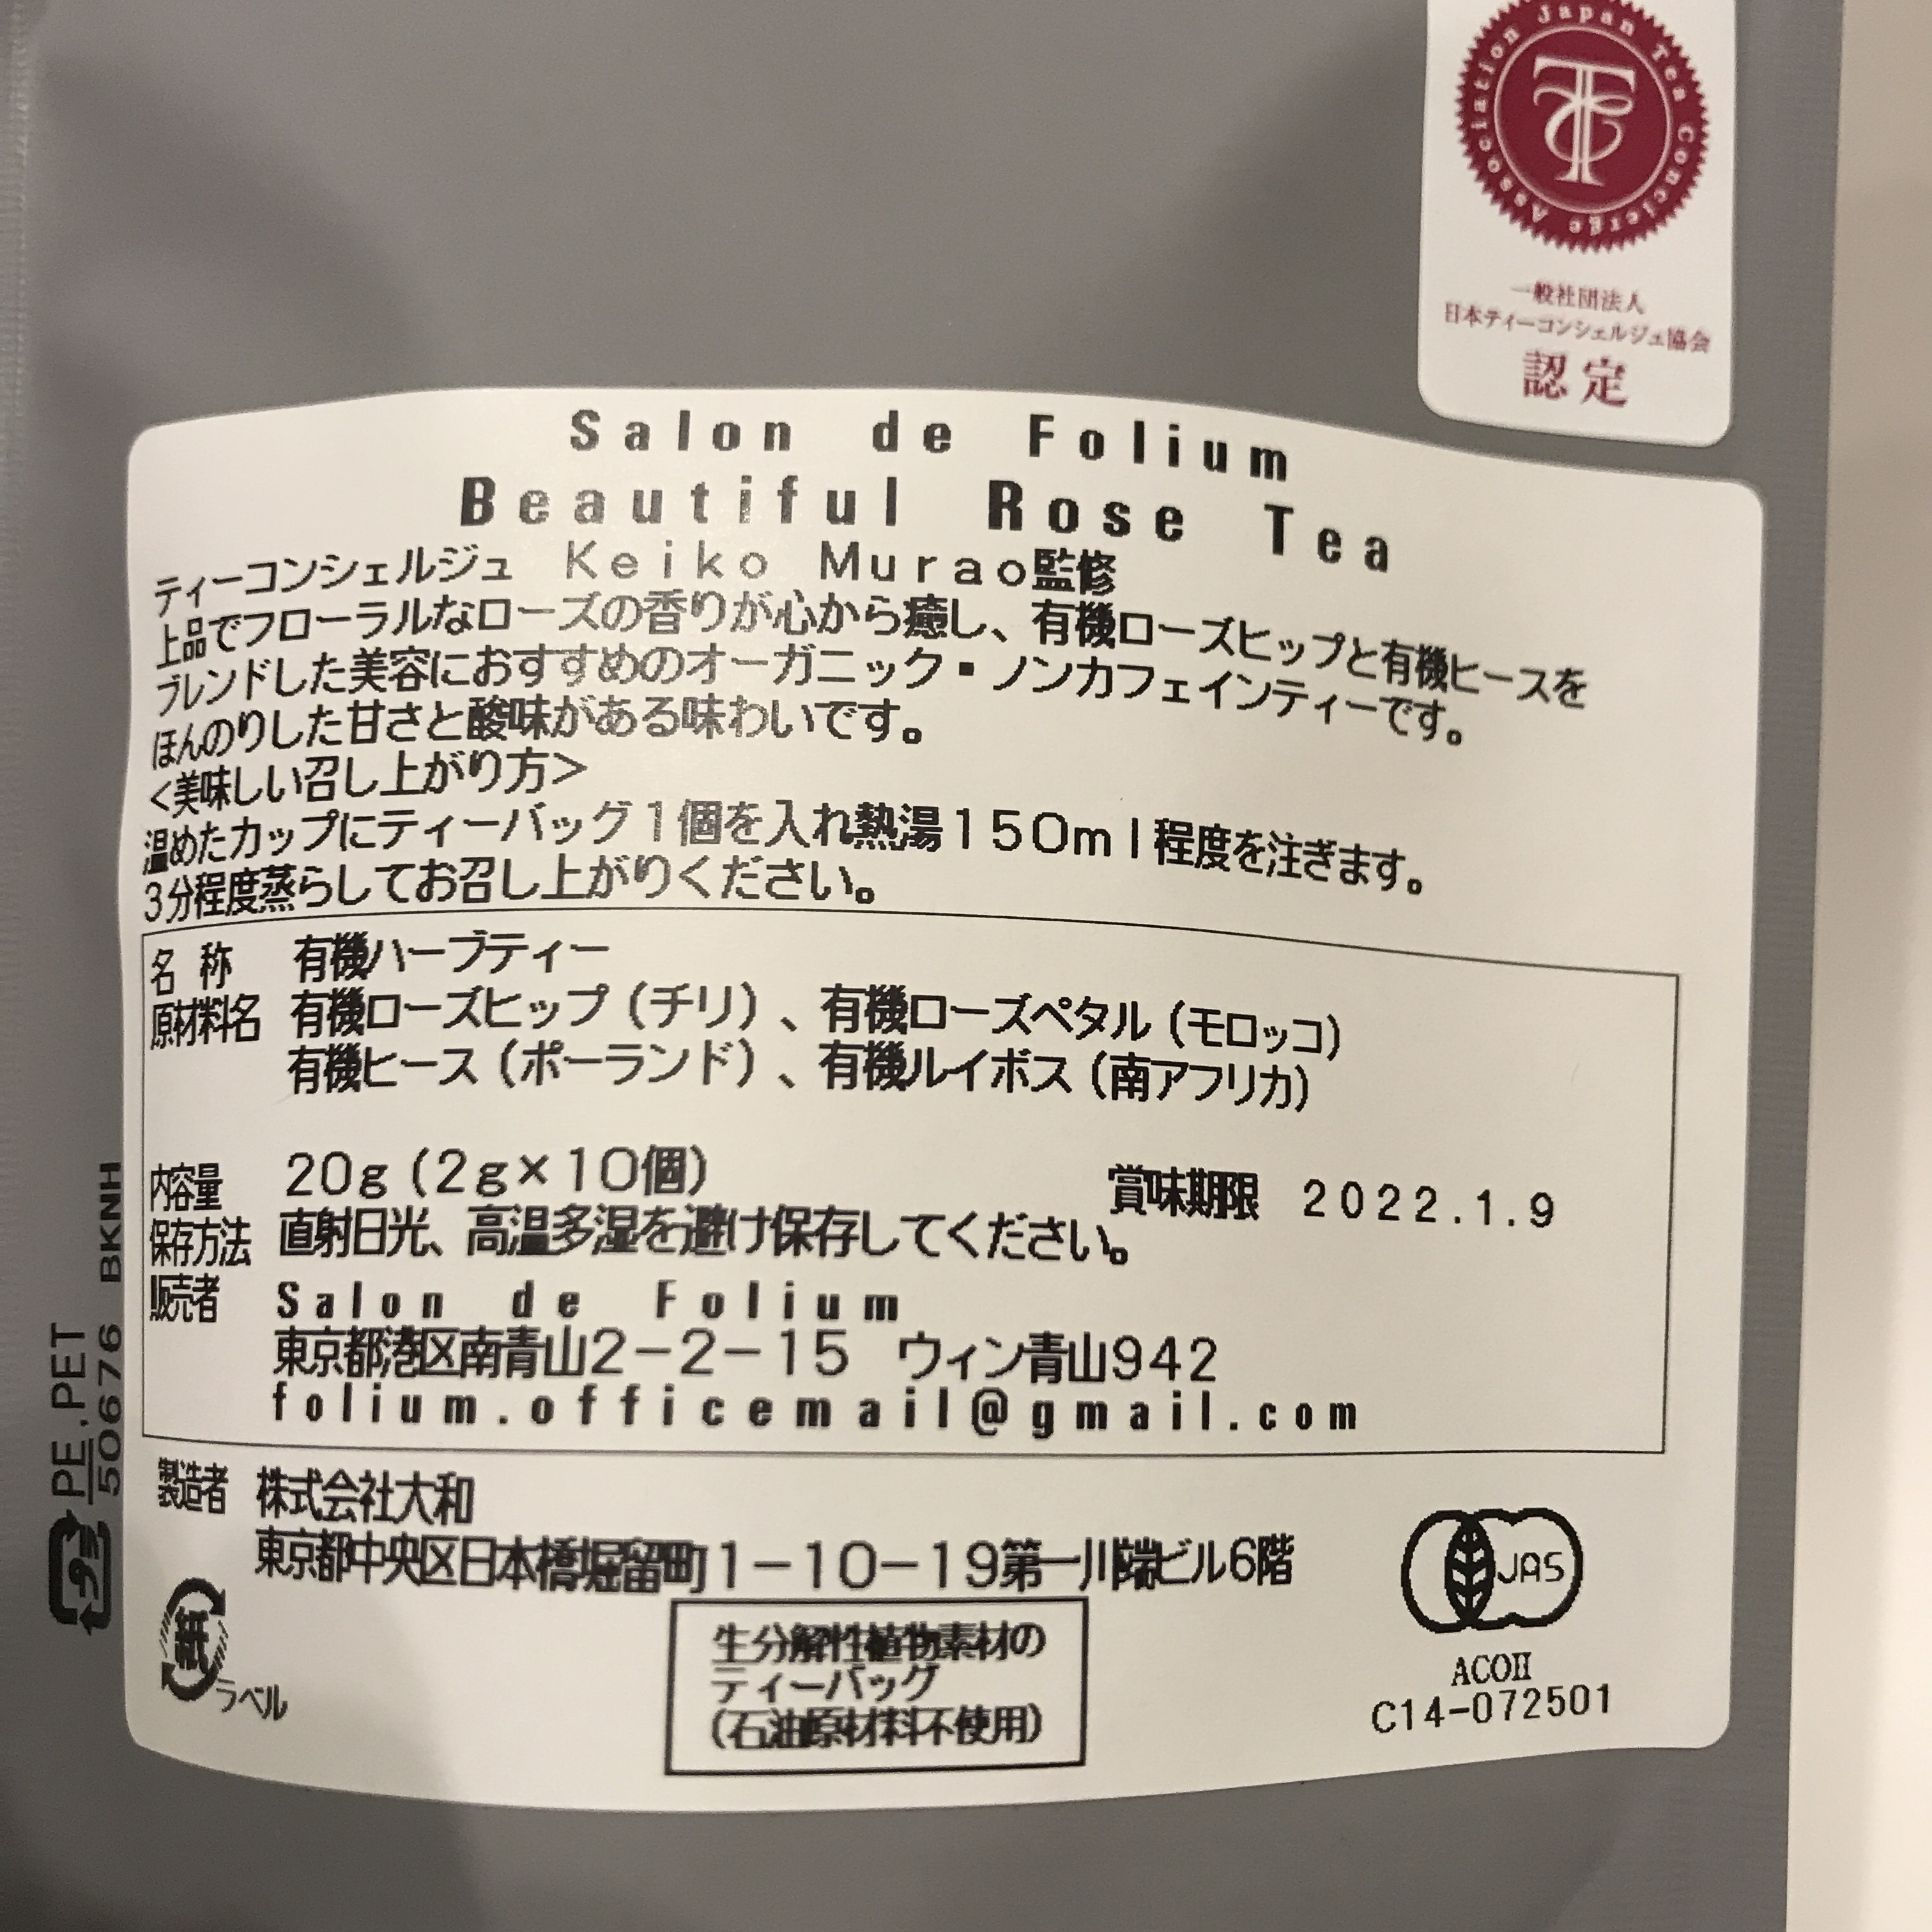 Japan Tea Concierge Association
一般社団法人
日本ティーコンシェルジュ協会
認定
Salon de Folium
Beautiful Rose Tea
ティーコンシェルジュ Keiko Murao監修
上品でフローラルなローズの香りが心から癒し、有機ローズヒップと有機ヒースを
ブレンドした美容におすすめのオーガニック・ノンカフェインティーです。
ほんのりした甘さと酸味がある味わいです。
<美味しい召し上がり方>
温めたカップにティーバッグ1個を入れ熱湯150ml程度を注ぎます。
3分程度蒸らしてお召し上がりください。
名称 有機ハーブティー
原材料名 有機ローズヒップ(チリ)、有機ローズペタル(モロッコ)
有機ヒース(ポーランド)、有機ルイボス(南アフリカ)
内容量 20g(2g×10個) 賞味期限 2022.1.9
保存方法 直射日光、高温多湿を避け保存してください。
販売者 Salon de Folium
東京都港区南青山2-2-15 ウィン青山942
folium.officemail@gmail.com
製造者 株式会社大和
東京都中央区日本橋堀留町1-10-19第一川端ビル6階
JAS
ACOH
C14-072501
紙
ラベル
生分解性植物素材の
ティーバッグ
(石油原材料不使用)
プラ
PE,PET
50676 BKNH